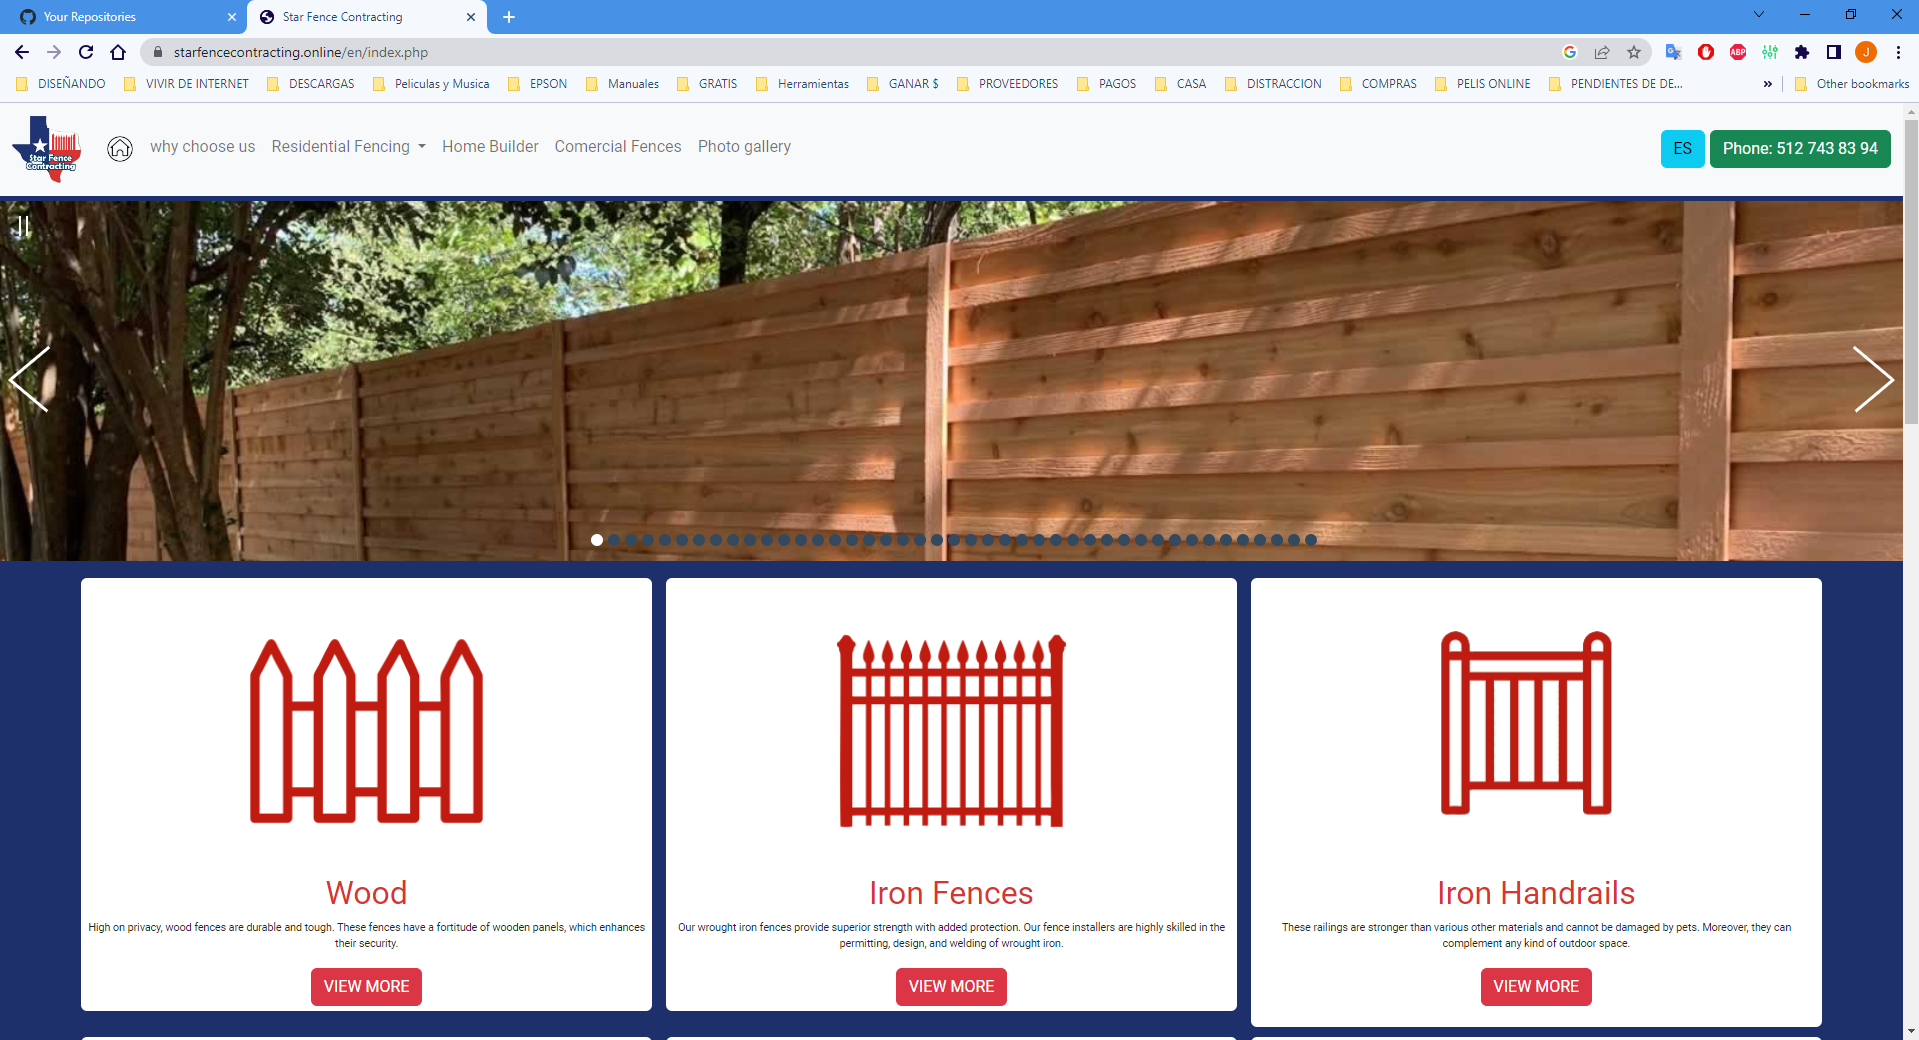 Your Repositories
Star Fence Contracting
starfencecontracting.online/en/index.php
DISEÑANDO VIVIR DE INTERNET DESCARGAS Peliculas y Musica EPSON Manuales GRATIS Herramientas GANAR $ PROVEEDORES PAGOS CASA DISTRACCION COMPRAS PELIS ONLINE PENDIENTES DE DE... » Other bookmarks
ABP
J
Star Fence
Contracting
why choose us Residential Fencing Home Builder Comercial Fences Photo gallery ES Phone: 512 743 83 94
Wood
High on privacy, wood fences are durable and tough. These fences have a fortitude of wooden panels, which enhances
their security.
VIEW MORE
Iron Fences
Our wrought iron fences provide superior strength with added protection. Our fence installers are highly skilled in the
permitting, design, and welding of wrought iron.
VIEW MORE
Iron Handrails
These railings are stronger than various other materials and cannot be damaged by pets. Moreover, they can
complement any kind of outdoor space.
VIEW MORE